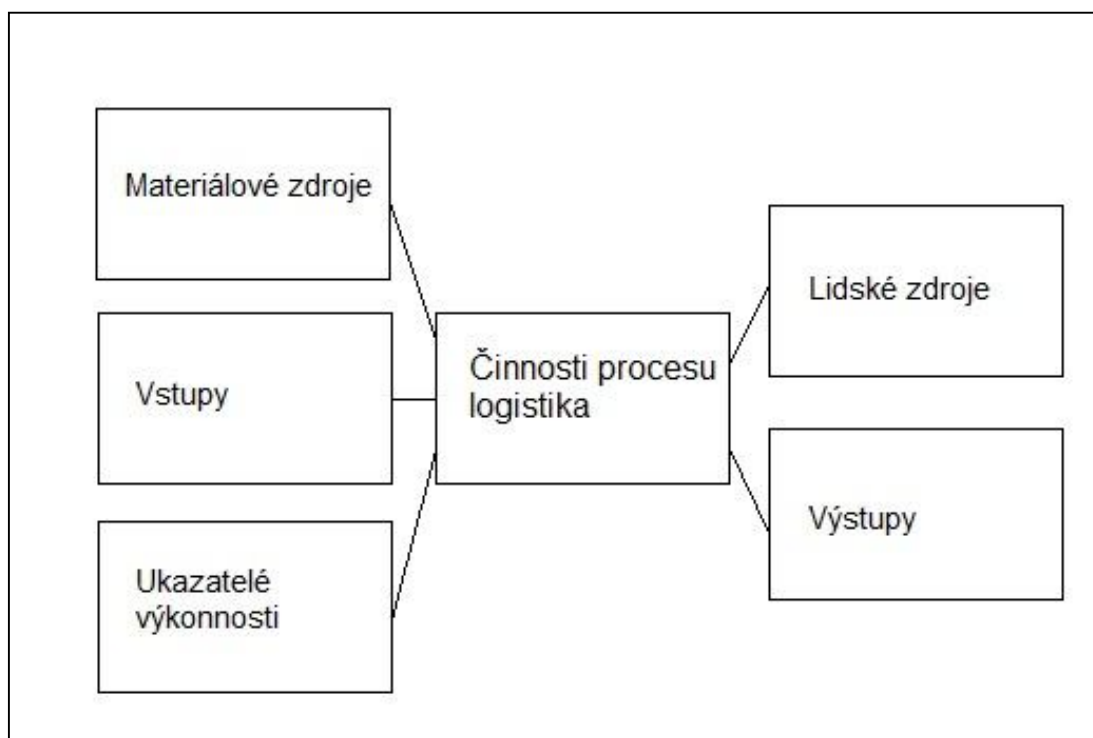 Materiálové zdroje
Vstupy
Ukazatelé
výkonnosti
Činnosti procesu
logistika
Lidské zdroje
Výstupy